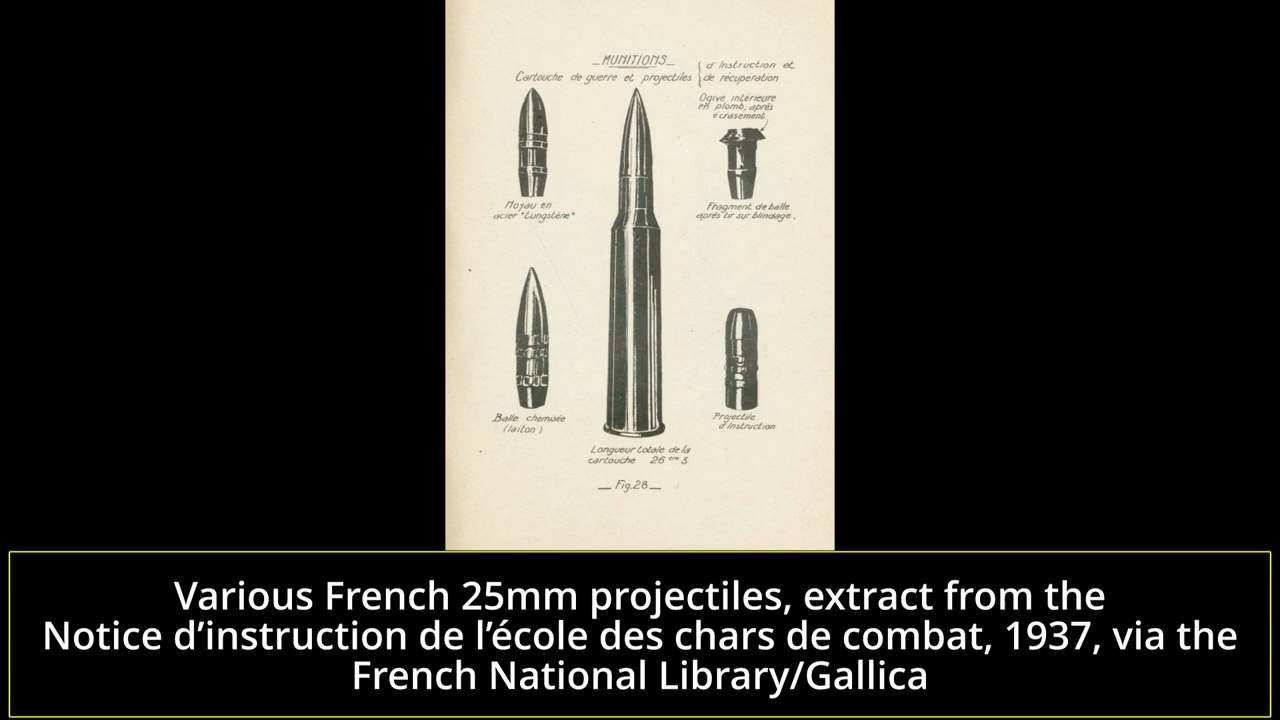 _MUNITIONS_
Cartouche de guerre et projectiles
d'Instruction et
de récupération
Ogive intérieure
en plomb, après
écrasement
Noyau en
acier "tungstène"
Fragment de balle
après tir sur blindage.
Balle chemisée
(laiton)
Projectile
d'Instruction
Longueur totale de la
cartouche 26 cm 3
_ Fig.28 _
Various French 25mm projectiles, extract from the
Notice d’instruction de l’école des chars de combat, 1937, via the
French National Library/Gallica